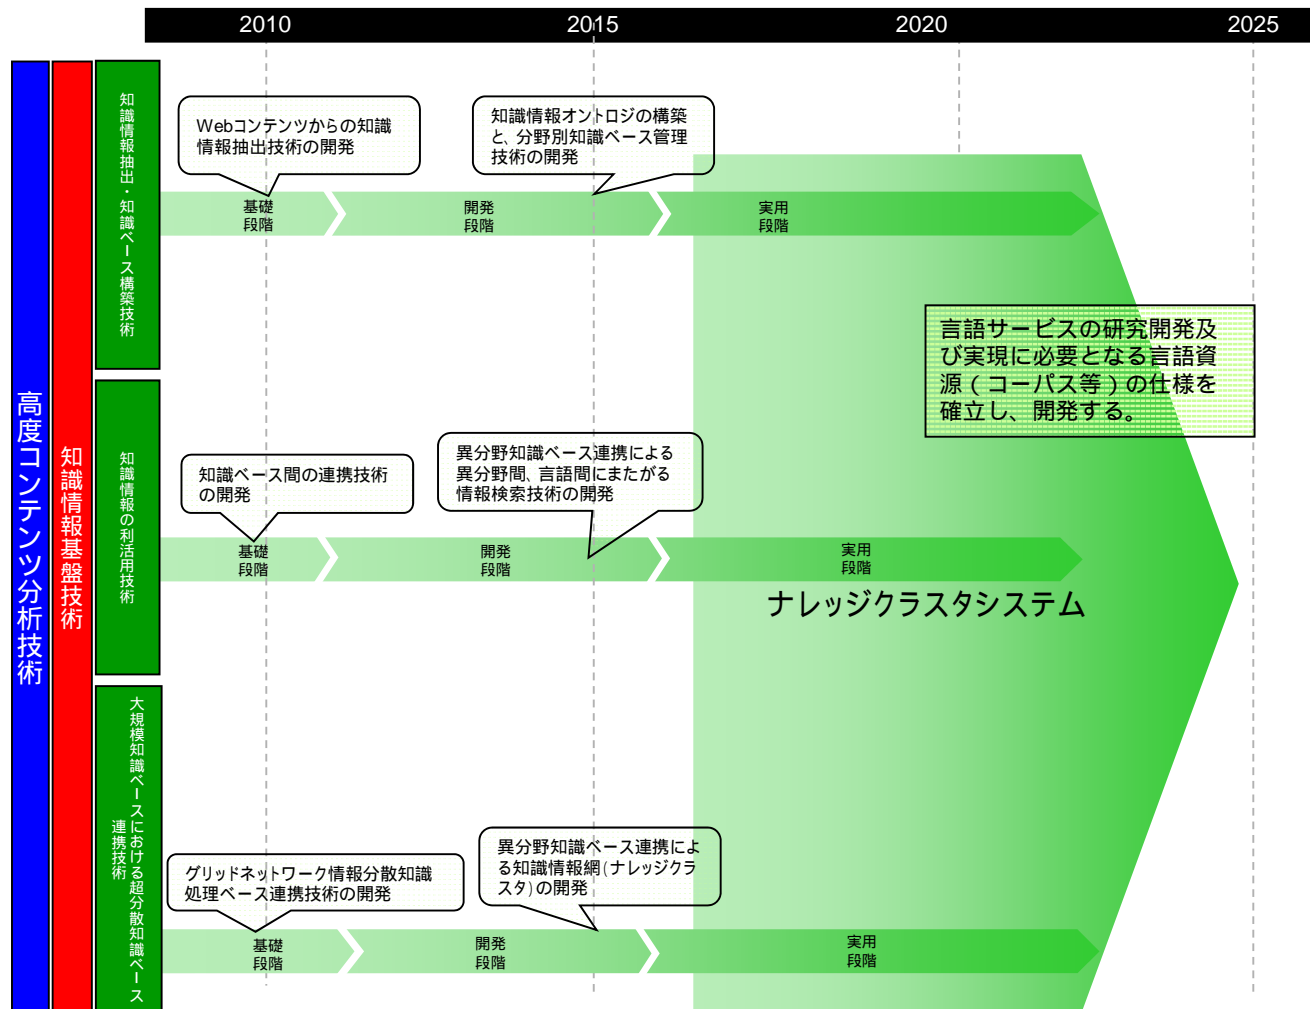 2010
2015
2020
2025
高度コンテンツ分析技術
知識情報基盤技術
知識情報抽出・知識ベース構築技術
Webコンテンツからの知識
情報抽出技術の開発
知識情報オントロジの構築
と、分野別知識ベース管理
技術の開発
基礎
段階
開発
段階
実用
段階
言語サービスの研究開発及
び実現に必要となる言語資
源(コーパス等)の仕様を
確立し、開発する。
知識情報の利活用技術
知識ベース間の連携技術
の開発
異分野知識ベース連携による
異分野間、言語間にまたがる
情報検索技術の開発
基礎
段階
開発
段階
実用
段階
ナレッジクラスタシステム
大規模知識ベースにおける超分散知識ベース
連携技術
グリッドネットワーク情報分散知識
処理ベース連携技術の開発
異分野知識ベース連携によ
る知識情報網(ナレッジクラ
スタ)の開発
基礎
段階
開発
段階
実用
段階